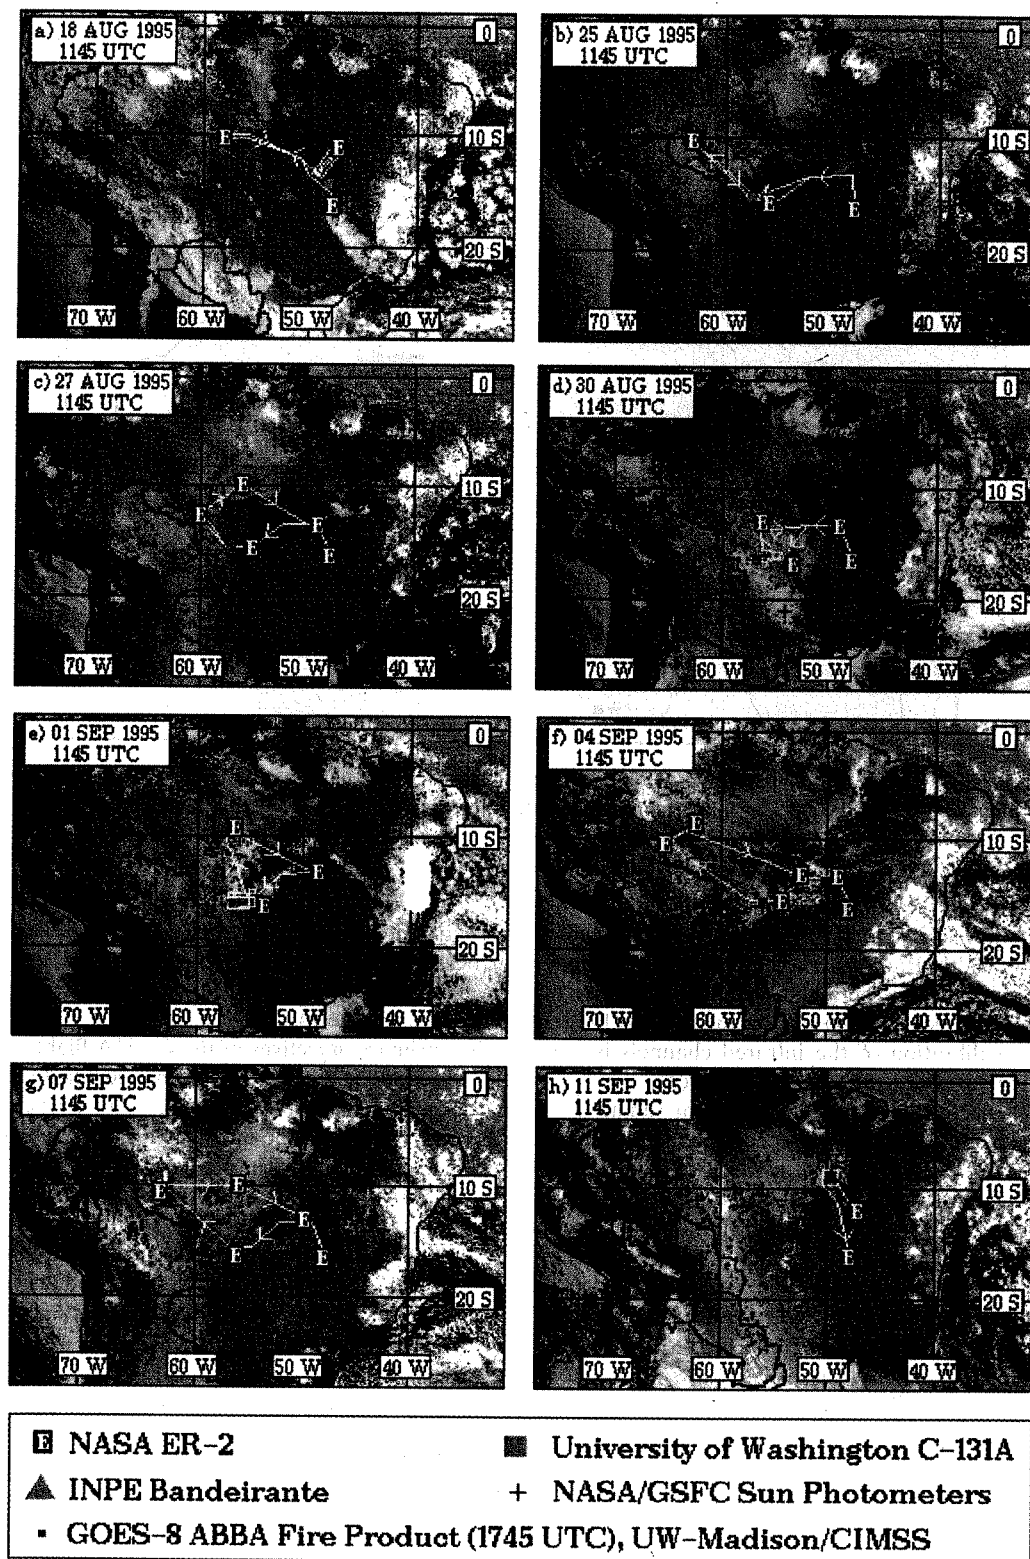 a) 18 AUG 1995
1145 UTC
0
E
E
10 S
E
20 S
70 W
60 W
50 W
40 W
b) 25 AUG 1995
1145 UTC
0
E
10 S
E
E
20 S
70 W
60 W
50 W
40 W
c) 27 AUG 1995
1145 UTC
0
E
10 S
E
E
E
E
20 S
70 W
60 W
50 W
40 W
d) 30 AUG 1995
1145 UTC
0
10 S
E
E
E
E
20 S
70 W
60 W
50 W
40 W
e) 01 SEP 1995
1145 UTC
0
E
10 S
E
E
20 S
70 W
60 W
50 W
40 W
f) 04 SEP 1995
1145 UTC
0
E
E
10 S
E
E
E
E
20 S
70 W
60 W
50 W
40 W
g) 07 SEP 1995
1145 UTC
0
E
E
10 S
E
E
E
20 S
70 W
60 W
50 W
40 W
h) 11 SEP 1995
1145 UTC
0
10 S
E
E
20 S
70 W
60 W
50 W
40 W
E NASA ER-2
University of Washington C-131A
INPE Bandeirante
+ NASA/GSFC Sun Photometers
▪ GOES-8 ABBA Fire Product (1745 UTC), UW-Madison/CIMSS